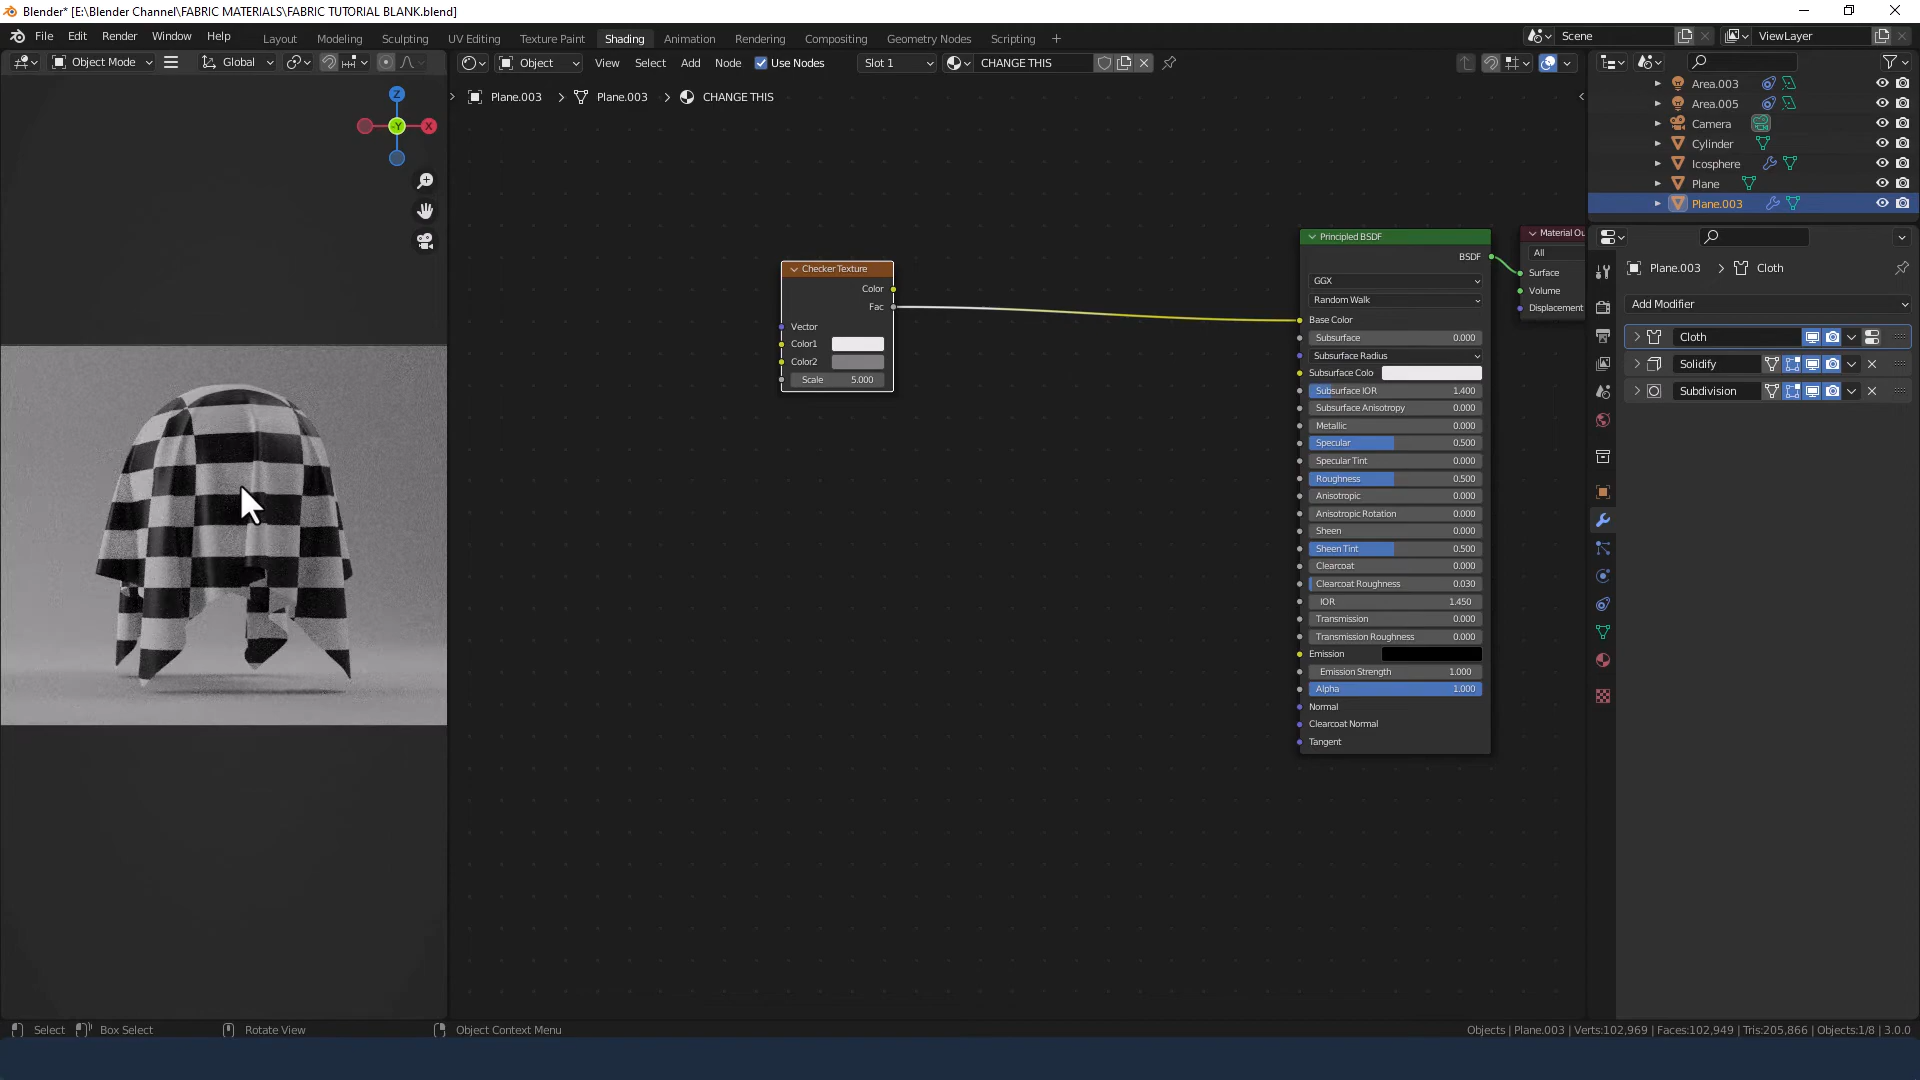 Blender* [E:\Blender Channel\FABRIC MATERIALS\FABRIC TUTORIAL BLANK.blend]
File Edit Render Window Help Layout Modeling Sculpting UV Editing Texture Paint Shading Animation Rendering Compositing Geometry Nodes Scripting + Scene ViewLayer
Object Mode Global Object View Select Add Node Use Nodes Slot 1 CHANGE THIS
Plane.003 > Plane.003 > CHANGE THIS
Z
-Y X
Area.003
Area.005
Camera
Cylinder
Icosphere
Plane
Plane.003
Plane.003 > Cloth
Add Modifier
Cloth
Solidify
Subdivision
Checker Texture
Color
Fac
Vector
Color1
Color2
Scale 5.000
Principled BSDF
BSDF
GGX
Random Walk
Base Color
Subsurface 0.000
Subsurface Radius
Subsurface Colo
Subsurface IOR 1.400
Subsurface Anisotropy 0.000
Metallic 0.000
Specular 0.500
Specular Tint 0.000
Roughness 0.500
Anisotropic 0.000
Anisotropic Rotation 0.000
Sheen 0.000
Sheen Tint 0.500
Clearcoat 0.000
Clearcoat Roughness 0.030
IOR 1.450
Transmission 0.000
Transmission Roughness 0.000
Emission
Emission Strength 1.000
Alpha 1.000
Normal
Clearcoat Normal
Tangent
Material Ou
All
Surface
Volume
Displacement
Select Box Select Rotate View Object Context Menu Objects | Plane.003 | Verts:102,969 | Faces:102,949 | Tris:205,866 | Objects:1/8 | 3.0.0